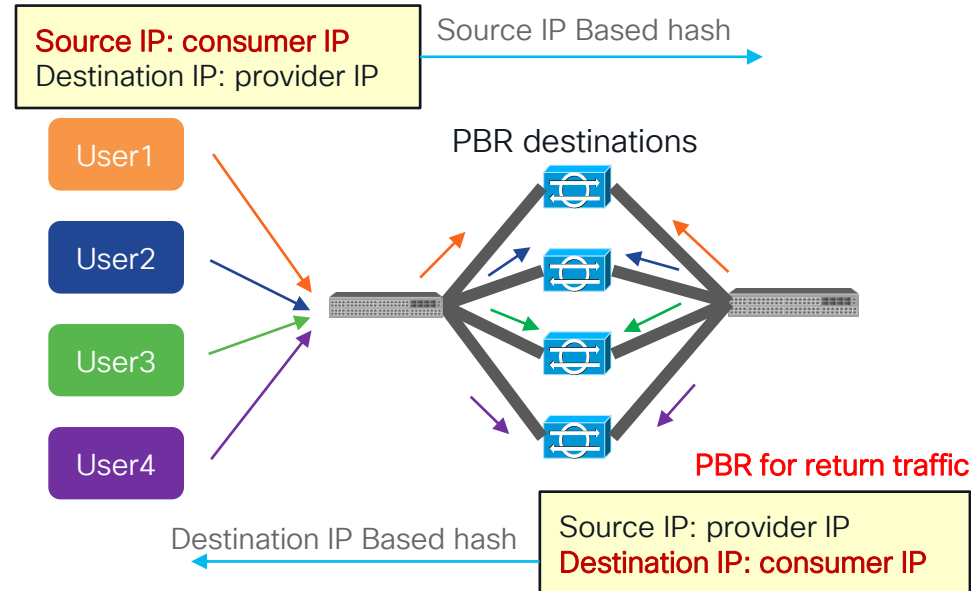 Source IP: consumer IP
Destination IP: provider IP
Source IP Based hash
User1
User2
User3
User4
PBR destinations
PBR for return traffic
Destination IP Based hash
Source IP: provider IP
Destination IP: consumer IP